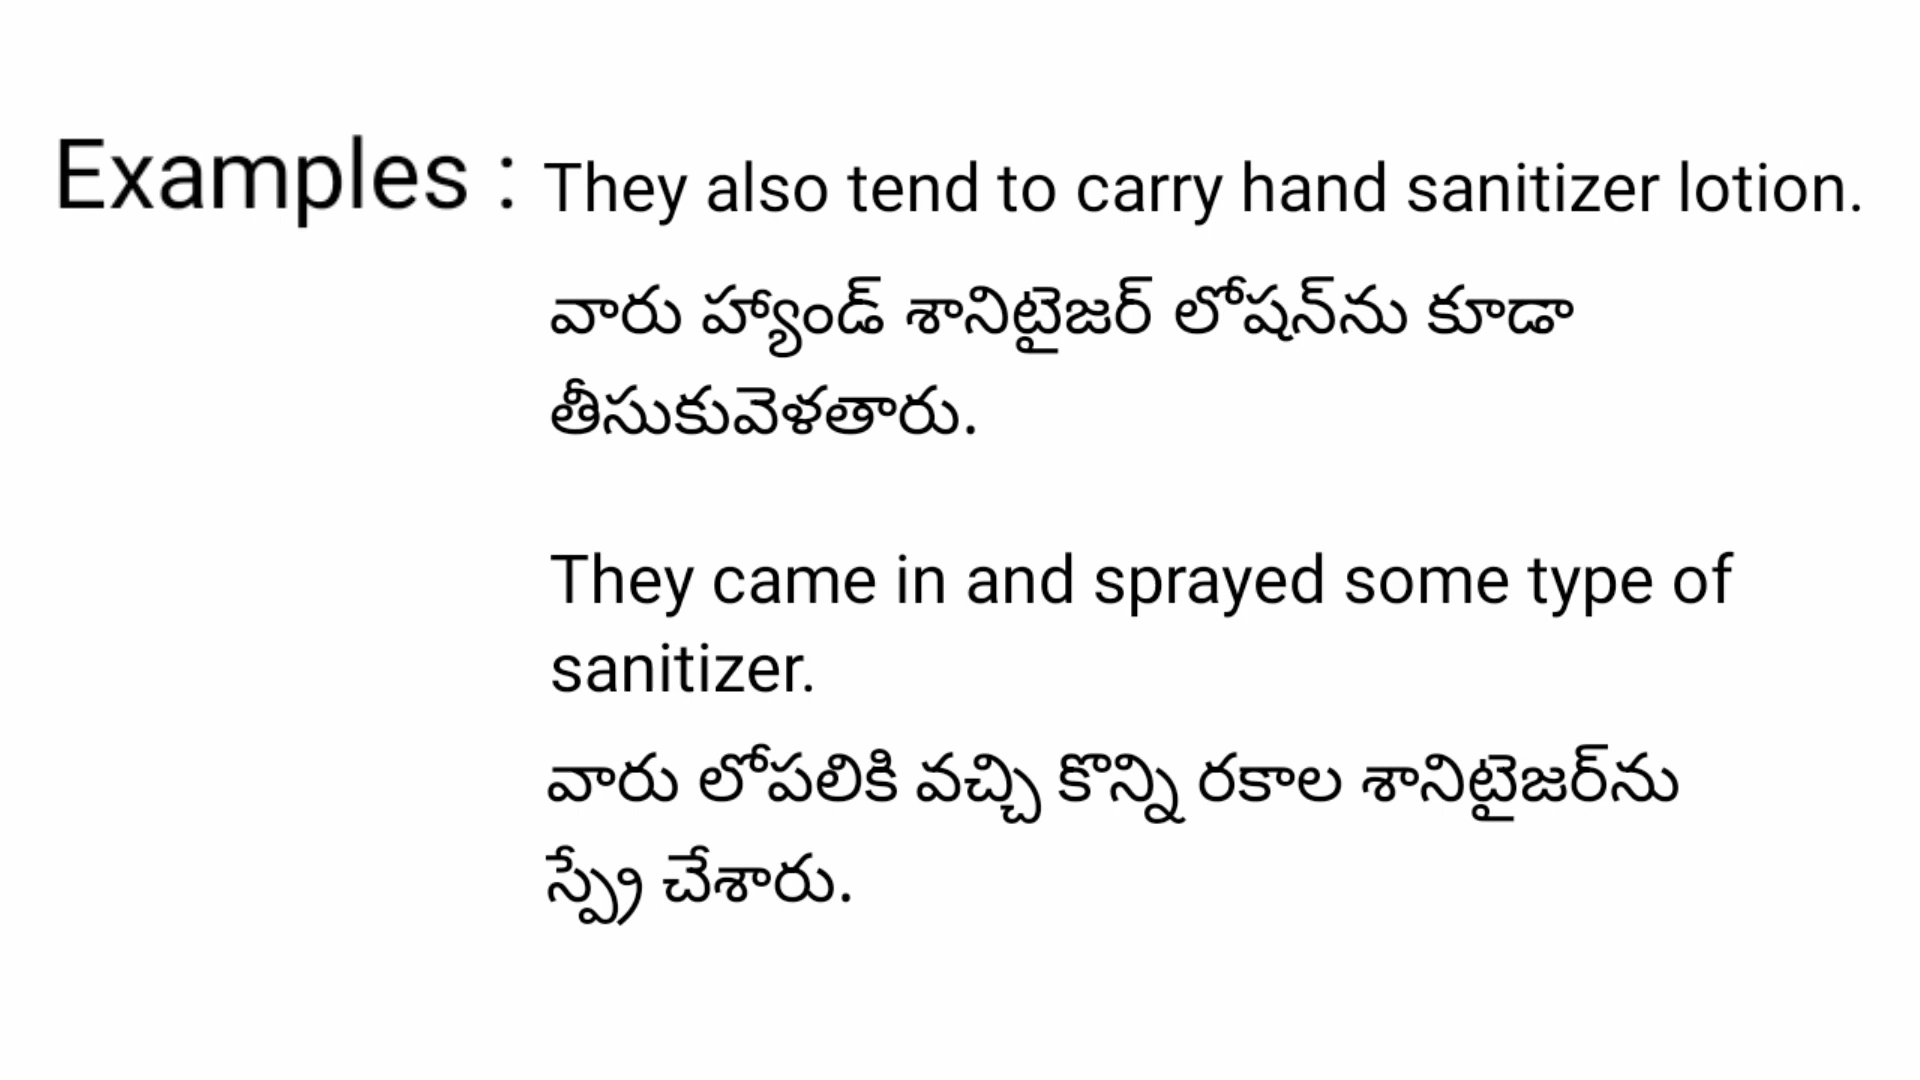 Examples : They also tend to carry hand sanitizer lotion.
వారు హ్యాండ్ శానిటైజర్ లోషన్‌ను కూడా
తీసుకువెళతారు.
They came in and sprayed some type of
sanitizer.
వారు లోపలికి వచ్చి కొన్ని రకాల శానిటైజర్‌ను
స్ప్రే చేశారు.